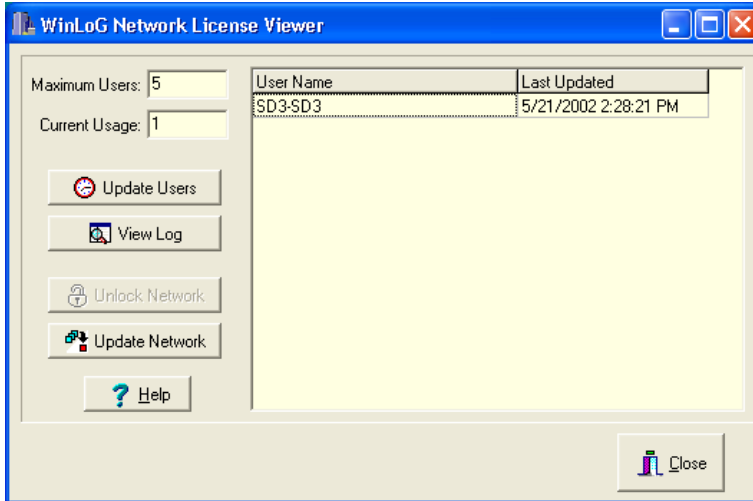 WinLoG Network License Viewer
Maximum Users: 5
Current Usage: 1
Update Users
View Log
Unlock Network
Update Network
Help
User Name Last Updated
SD3-SD3 5/21/2002 2:28:21 PM
Close